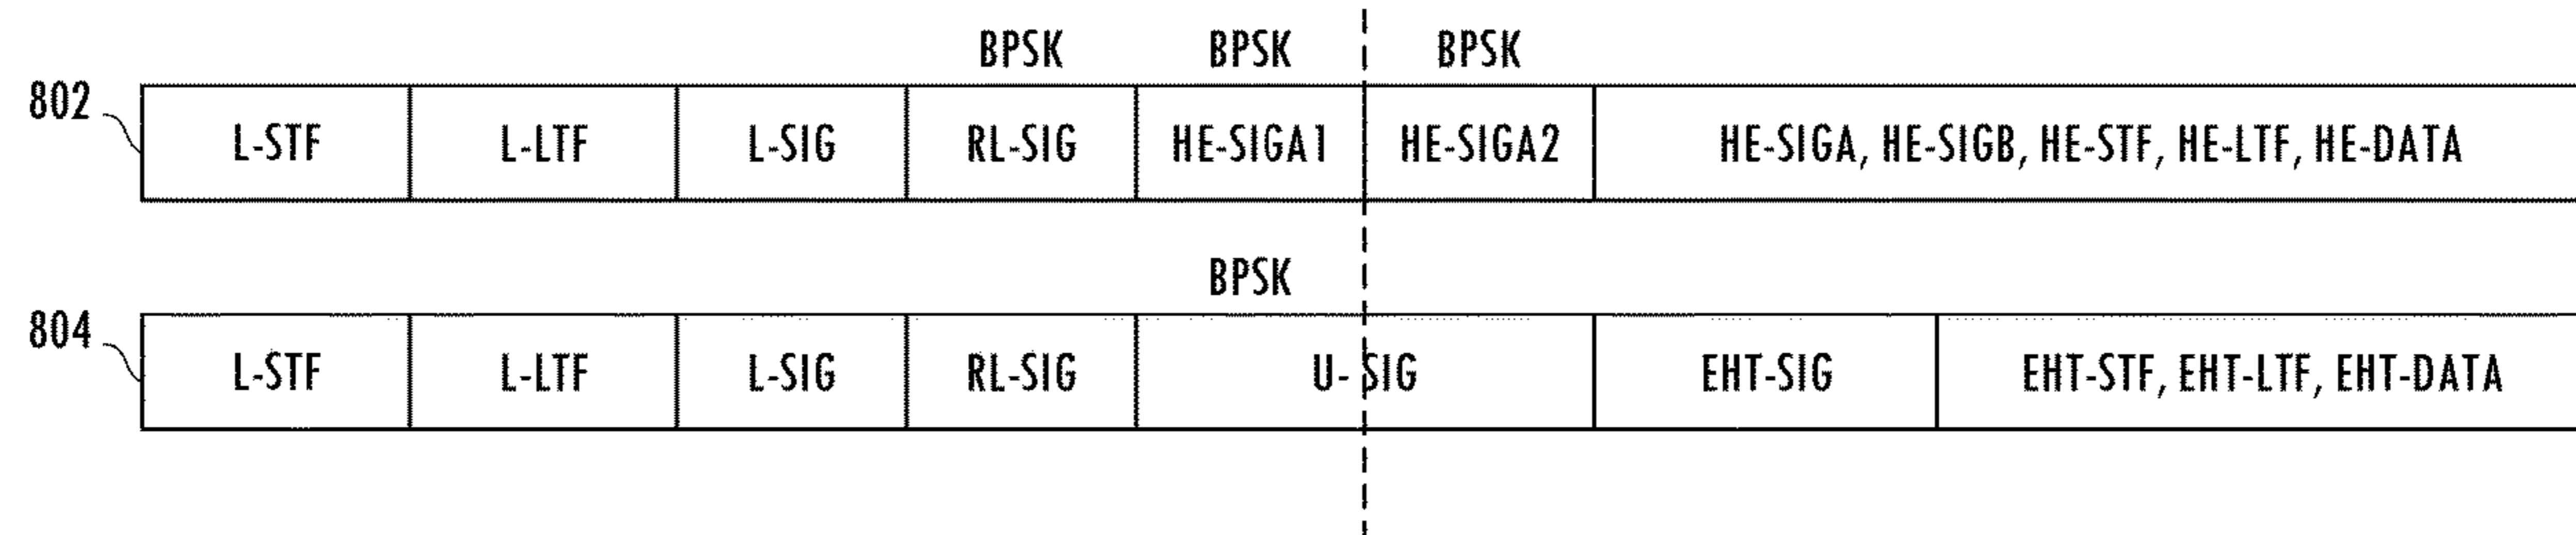 BPSK BPSK BPSK
802 L-STF L-LTF L-SIG RL-SIG HE-SIGA1 HE-SIGA2 HE-SIGA, HE-SIGB, HE-STF, HE-LTF, HE-DATA
BPSK
804 L-STF L-LTF L-SIG RL-SIG U- SIG EHT-SIG EHT-STF, EHT-LTF, EHT-DATA